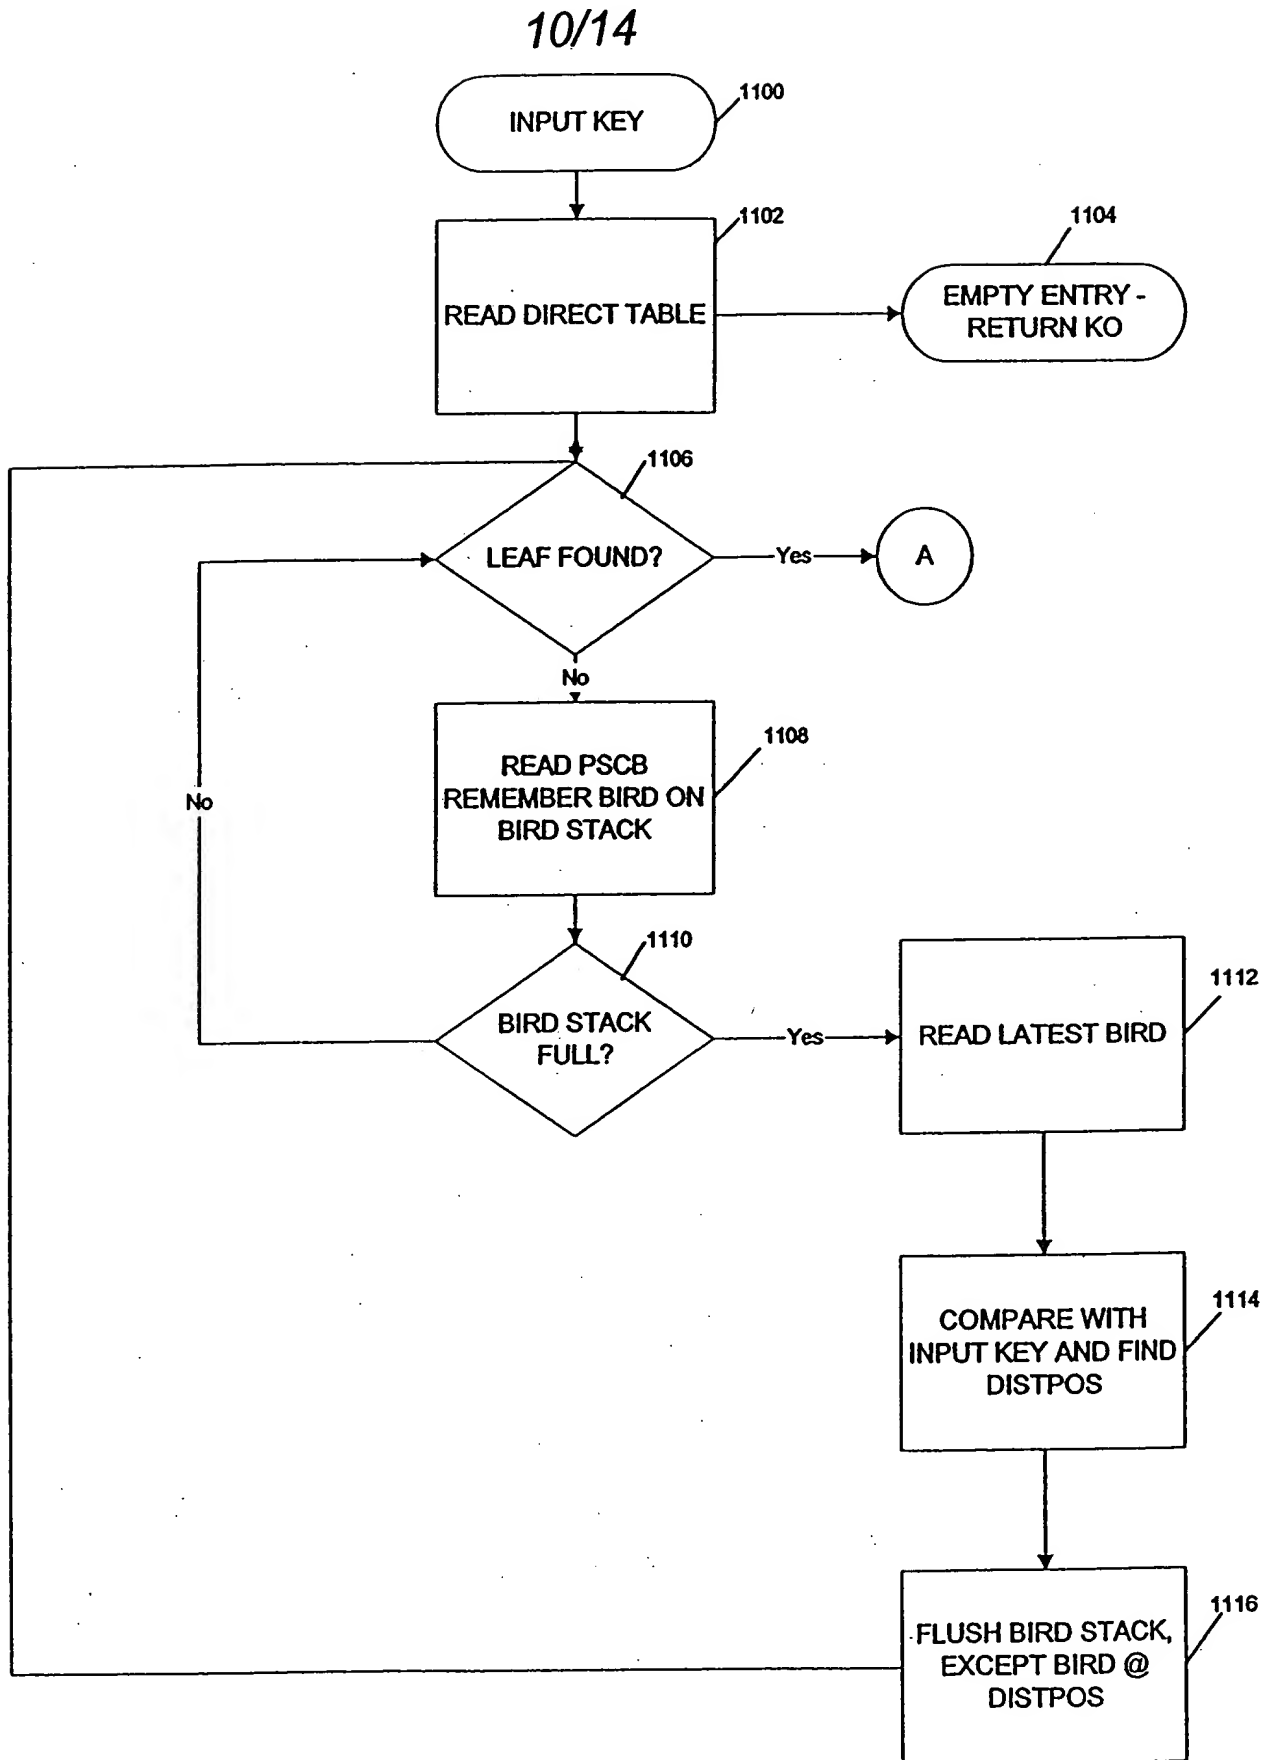 10/14
INPUT KEY
1100
READ DIRECT TABLE
1102
EMPTY ENTRY -
RETURN KO
1104
LEAF FOUND?
1106
Yes
A
No
READ PSCB
REMEMBER BIRD ON
BIRD STACK
1108
No
BIRD STACK
FULL?
1110
Yes
READ LATEST BIRD
1112
COMPARE WITH
INPUT KEY AND FIND
DISTPOS
1114
FLUSH BIRD STACK,
EXCEPT BIRD @
DISTPOS
1116